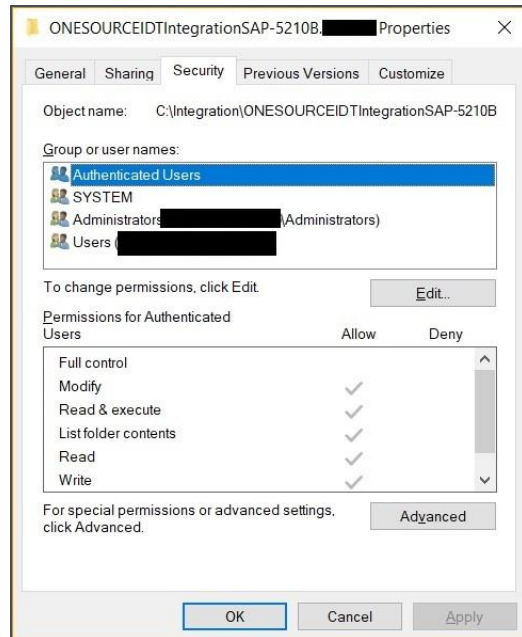 ONESOURCEIDTIntegrationSAP-5210B. Properties
General Sharing Security Previous Versions Customize
Object name: C:\Integration\ONESOURCEIDTIntegrationSAP-5210B
Group or user names:
Authenticated Users
SYSTEM
Administrators \Administrators)
Users (
To change permissions, click Edit.
Edit...
Permissions for Authenticated
Users Allow Deny
Full control
Modify
Read & execute
List folder contents
Read
Write
For special permissions or advanced settings,
click Advanced.
Advanced
OK Cancel Apply